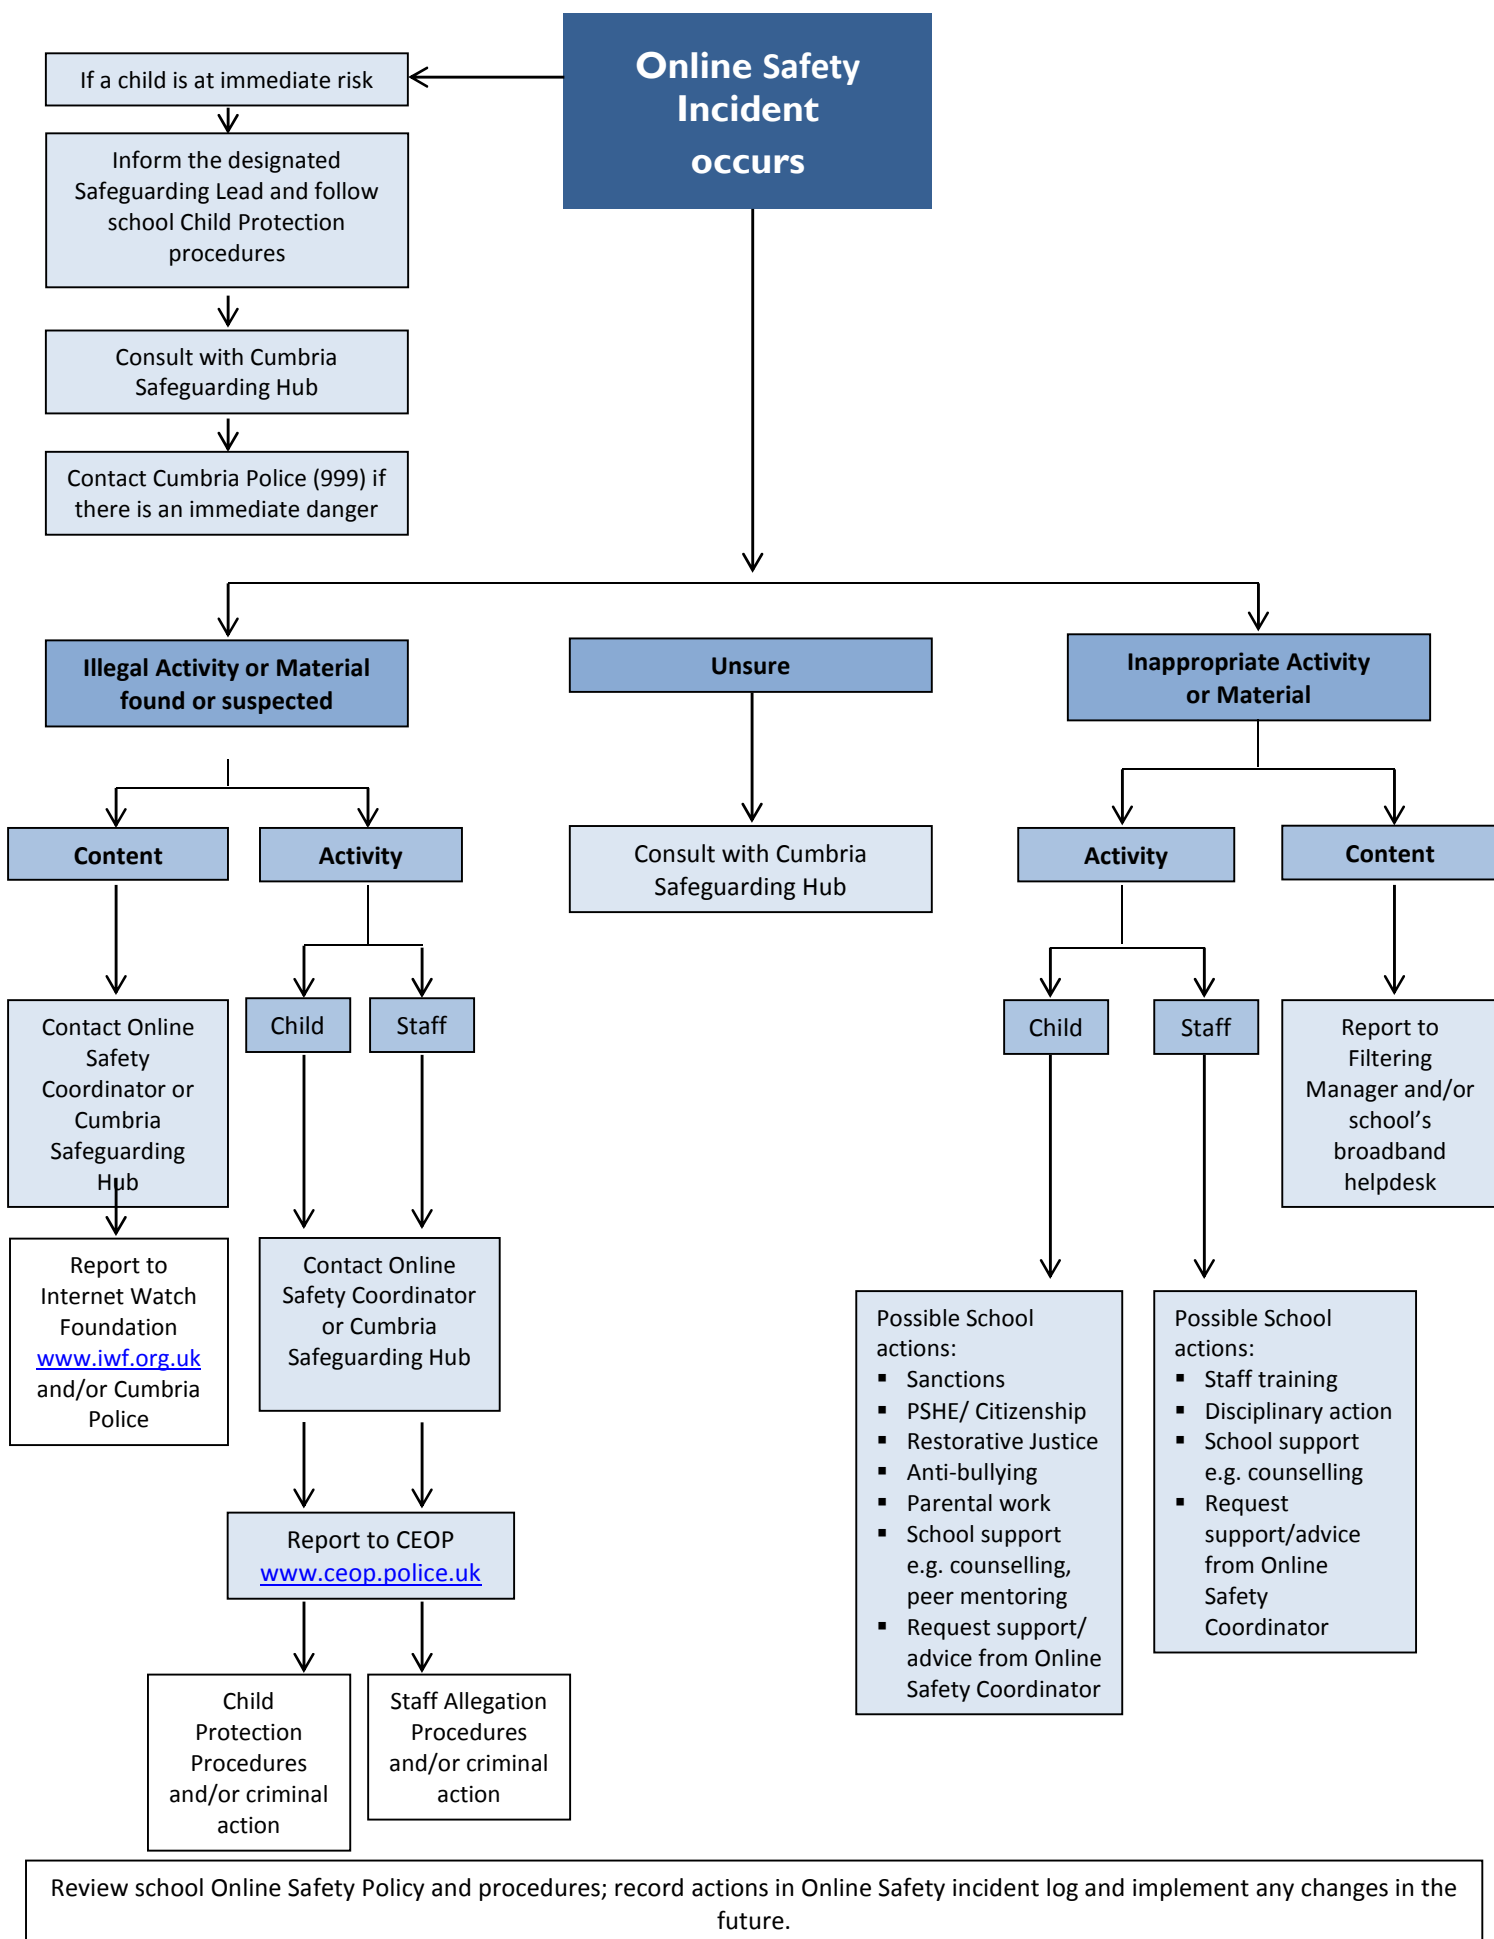 Online Safety
Incident
occurs
If a child is at immediate risk
Inform the designated
Safeguarding Lead and follow
school Child Protection
procedures
Consult with Cumbria
Safeguarding Hub
Contact Cumbria Police (999) if
there is an immediate danger
Illegal Activity or Material
found or suspected
Unsure
Inappropriate Activity
or Material
Content
Activity
Consult with Cumbria
Safeguarding Hub
Activity
Content
Contact Online
Safety
Coordinator or
Cumbria
Safeguarding
Hub
Child
Staff
Child
Staff
Report to
Filtering
Manager and/or
school’s
broadband
helpdesk
Report to
Internet Watch
Foundation
www.iwf.org.uk
and/or Cumbria
Police
Contact Online
Safety Coordinator
or Cumbria
Safeguarding Hub
Report to CEOP
www.ceop.police.uk
Child
Protection
Procedures
and/or criminal
action
Staff Allegation
Procedures
and/or criminal
action
Possible School
actions:
▪ Sanctions
▪ PSHE/ Citizenship
▪ Restorative Justice
▪ Anti-bullying
▪ Parental work
▪ School support
e.g. counselling,
peer mentoring
▪ Request support/
advice from Online
Safety Coordinator
Possible School
actions:
▪ Staff training
▪ Disciplinary action
▪ School support
e.g. counselling
▪ Request
support/advice
from Online
Safety
Coordinator
Review school Online Safety Policy and procedures; record actions in Online Safety incident log and implement any changes in the
future.